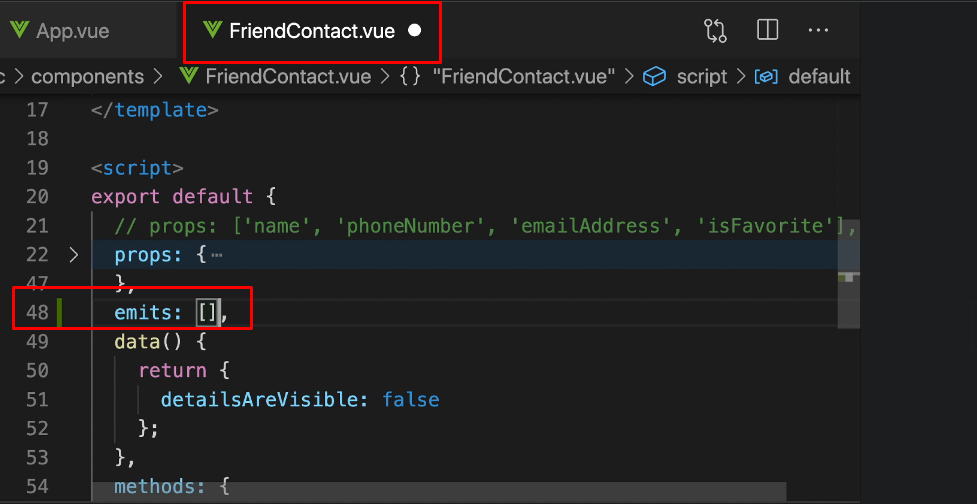 App.vue FriendContact.vue
c > components > FriendContact.vue > {} "FriendContact.vue" > script > default
17 </template>
18
19 <script>
20 export default {
21 // props: ['name', 'phoneNumber', 'emailAddress', 'isFavorite'],
22 props: {…
47 },
48 emits: [],
49 data() {
50 return {
51 detailsAreVisible: false
52 };
53 },
54 methods: {